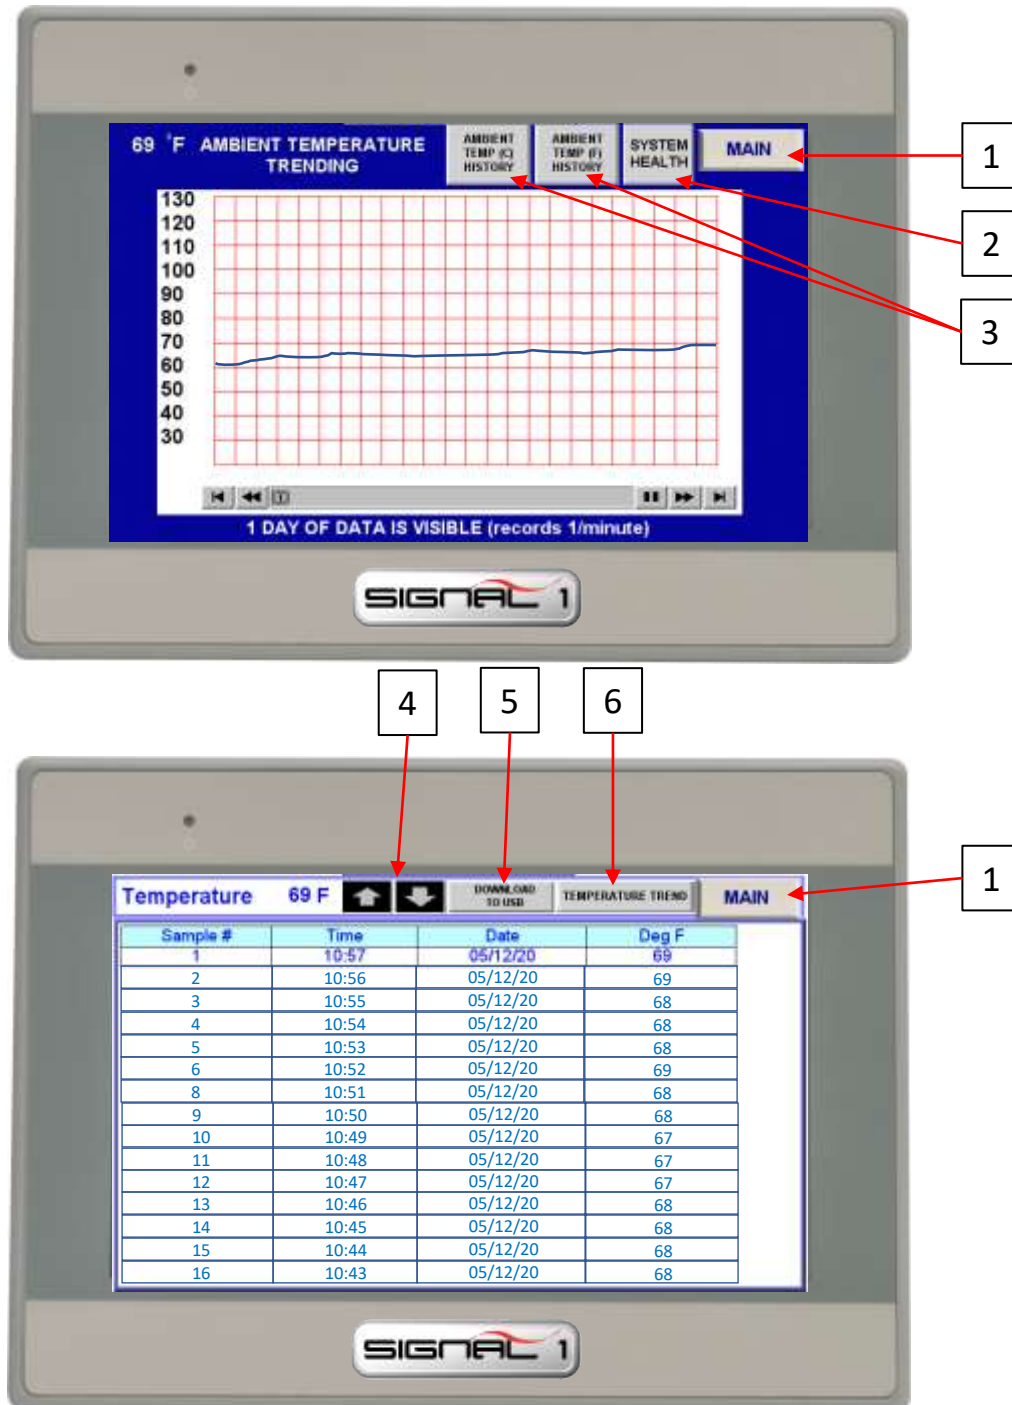 69 °F AMBIENT TEMPERATURE
TRENDING
AMBIENT
TEMP (C)
HISTORY
AMBIENT
TEMP (F)
HISTORY
SYSTEM
HEALTH
MAIN
1
2
3
130
120
110
100
90
80
70
60
50
40
30
1 DAY OF DATA IS VISIBLE (records 1/minute)
SIGNAL 1
4 5 6
Temperature 69 F
DOWNLOAD
TO USB
TEMPERATURE TREND
MAIN
1
Sample # Time Date Deg F
1 10:57 05/12/20 69
2 10:56 05/12/20 69
3 10:55 05/12/20 68
4 10:54 05/12/20 68
5 10:53 05/12/20 68
6 10:52 05/12/20 69
8 10:51 05/12/20 68
9 10:50 05/12/20 68
10 10:49 05/12/20 67
11 10:48 05/12/20 67
12 10:47 05/12/20 67
13 10:46 05/12/20 68
14 10:45 05/12/20 68
15 10:44 05/12/20 68
16 10:43 05/12/20 68
SIGNAL 1